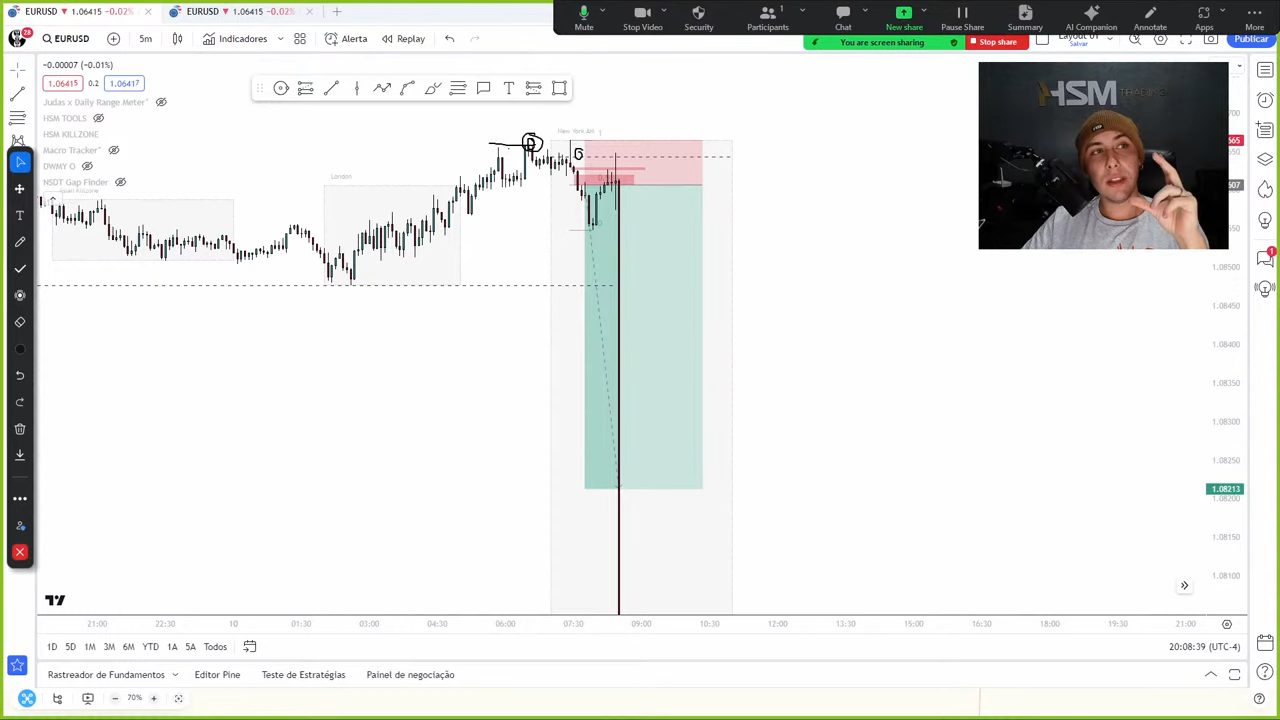 EURUSD 1.06415 -0.02%
EURUSD 1.06415 -0.02%
Mute
Stop Video
Security
Participants
1
Chat
New share
Pause Share
Summary
AI Companion
Annotate
Apps
More
You are screen sharing
Stop share
28
EURUSD
5m
Indicadores
Alerta
Replay
Layout 01
Salvar
Publicar
−0.00007 (−0.01%)
1.06415
0.2
1.06417
Judas x Daily Range Meter*
HSM TOOLS
HSM KILLZONE
Macro Tracker*
DWMY O
NSDT Gap Finder
London
New York AM
HSM
1.08500
1.08450
1.08400
1.08350
1.08300
1.08250
1.08213
1.08200
1.08150
1.08100
21:00
22:30
10
01:30
03:00
04:30
06:00
07:30
09:00
10:30
12:00
13:30
15:00
16:30
18:00
19:30
21:00
1D
5D
1M
3M
6M
YTD
1A
5A
Todos
20:08:39 (UTC-4)
Rastreador de Fundamentos
Editor Pine
Teste de Estratégias
Painel de negociação
70%